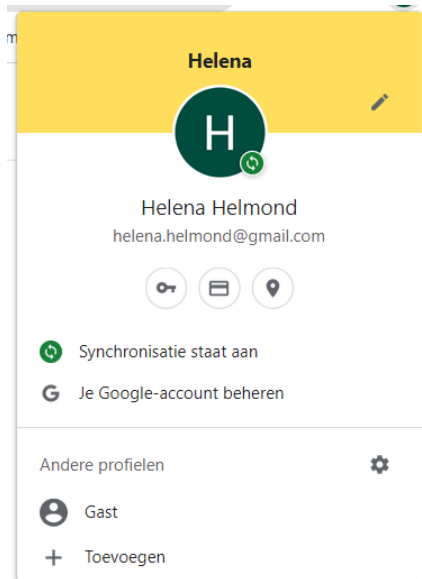 m
Helena
H
Helena Helmond
helena.helmond@gmail.com
Synchronisatie staat aan
G Je Google-account beheren
Andere profielen
Gast
Toevoegen